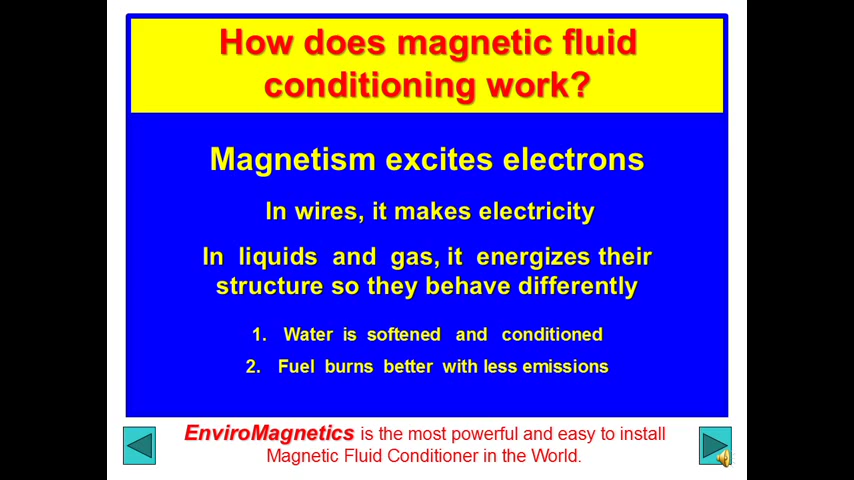 How does magnetic fluid
conditioning work?
Magnetism excites electrons
In wires, it makes electricity
In liquids and gas, it energizes their
structure so they behave differently
1. Water is softened and conditioned
2. Fuel burns better with less emissions
EnviroMagnetics is the most powerful and easy to install
Magnetic Fluid Conditioner in the World.